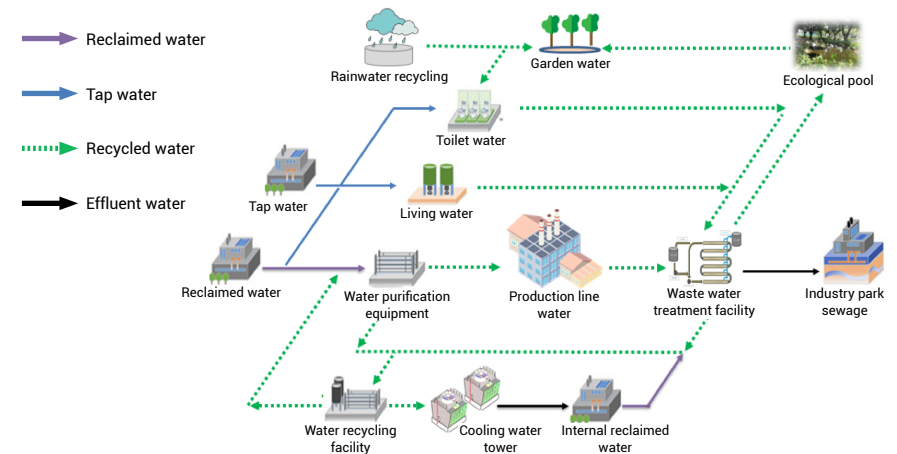 Reclaimed water
Tap water
Recycled water
Effluent water
Rainwater recycling
Garden water
Ecological pool
Toilet water
Tap water
Living water
Reclaimed water
Water purification
equipment
Production line
water
Waste water
treatment facility
Industry park
sewage
Water recycling
facility
Cooling water
tower
Internal reclaimed
water